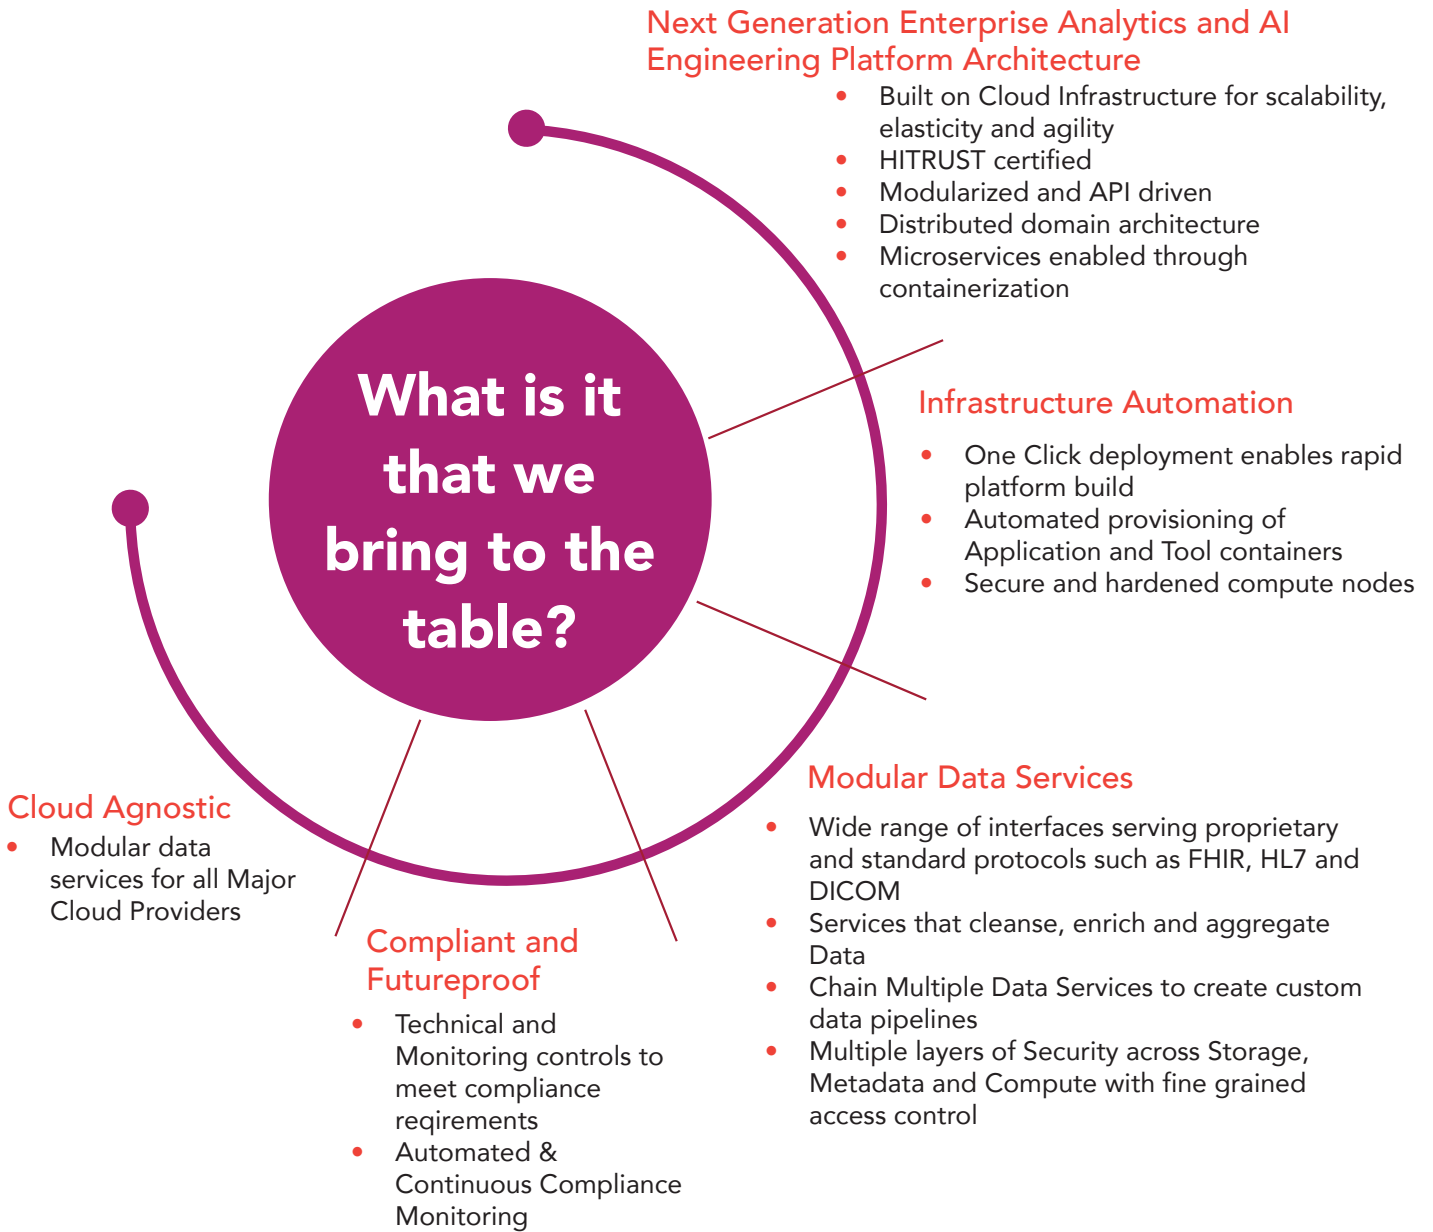 Next Generation Enterprise Analytics and AI
Engineering Platform Architecture
• Built on Cloud Infrastructure for scalability,
elasticity and agility
• HITRUST certified
• Modularized and API driven
• Distributed domain architecture
• Microservices enabled through
containerization
What is it
that we
bring to the
table?
Infrastructure Automation
• One Click deployment enables rapid
platform build
• Automated provisioning of
Application and Tool containers
• Secure and hardened compute nodes
Modular Data Services
• Wide range of interfaces serving proprietary
and standard protocols such as FHIR, HL7 and
DICOM
• Services that cleanse, enrich and aggregate
Data
• Chain Multiple Data Services to create custom
data pipelines
• Multiple layers of Security across Storage,
Metadata and Compute with fine grained
access control
Compliant and
Futureproof
• Technical and
Monitoring controls to
meet compliance
reqirements
• Automated &
Continuous Compliance
Monitoring
Cloud Agnostic
• Modular data
services for all Major
Cloud Providers